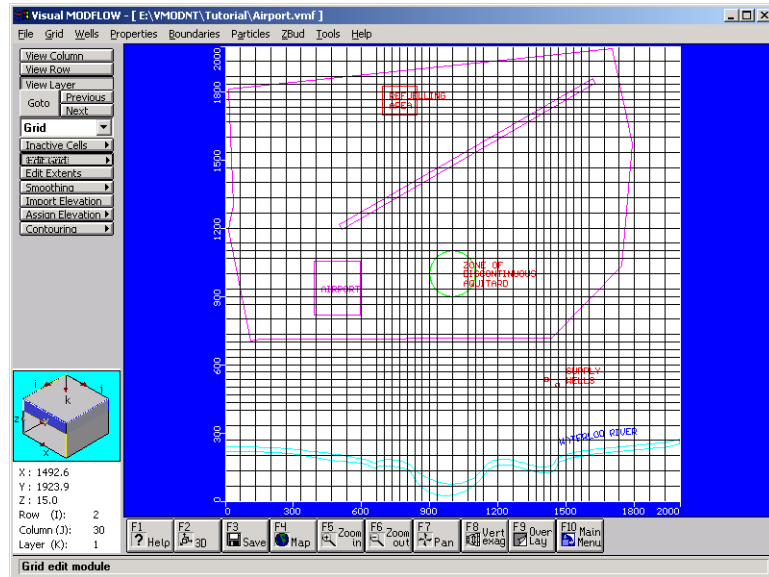 Visual MODFLOW - [ E:\VMODNT\Tutorial\Airport.vmf ]
File Grid Wells Properties Boundaries Particles ZBud Tools Help
View Column
View Row
View Layer
Goto Previous
Next
Grid
Inactive Cells
Edit Grid
Edit Extents
Smoothing
Import Elevation
Assign Elevation
Contouring
2000
1800
1500
1200
900
600
300
0
REFUELLING
AREA
ZONE OF
DISCONTINUOUS
AQUITARD
AIRPORT
SUPPLY
WELLS
WATERLOO RIVER
0 300 600 900 1200 1500 1800 2000
i j
k
z
x
X : 1492.6
Y : 1923.9
Z : 15.0
Row (I): 2
Column (J): 30
Layer (K): 1
F1 ? Help
F2 3D
F3 Save
F4 Map
F5 Zoom in
F6 Zoom out
F7 Pan
F8 Vert exag
F9 Over Lay
F10 Main Menu
Grid edit module